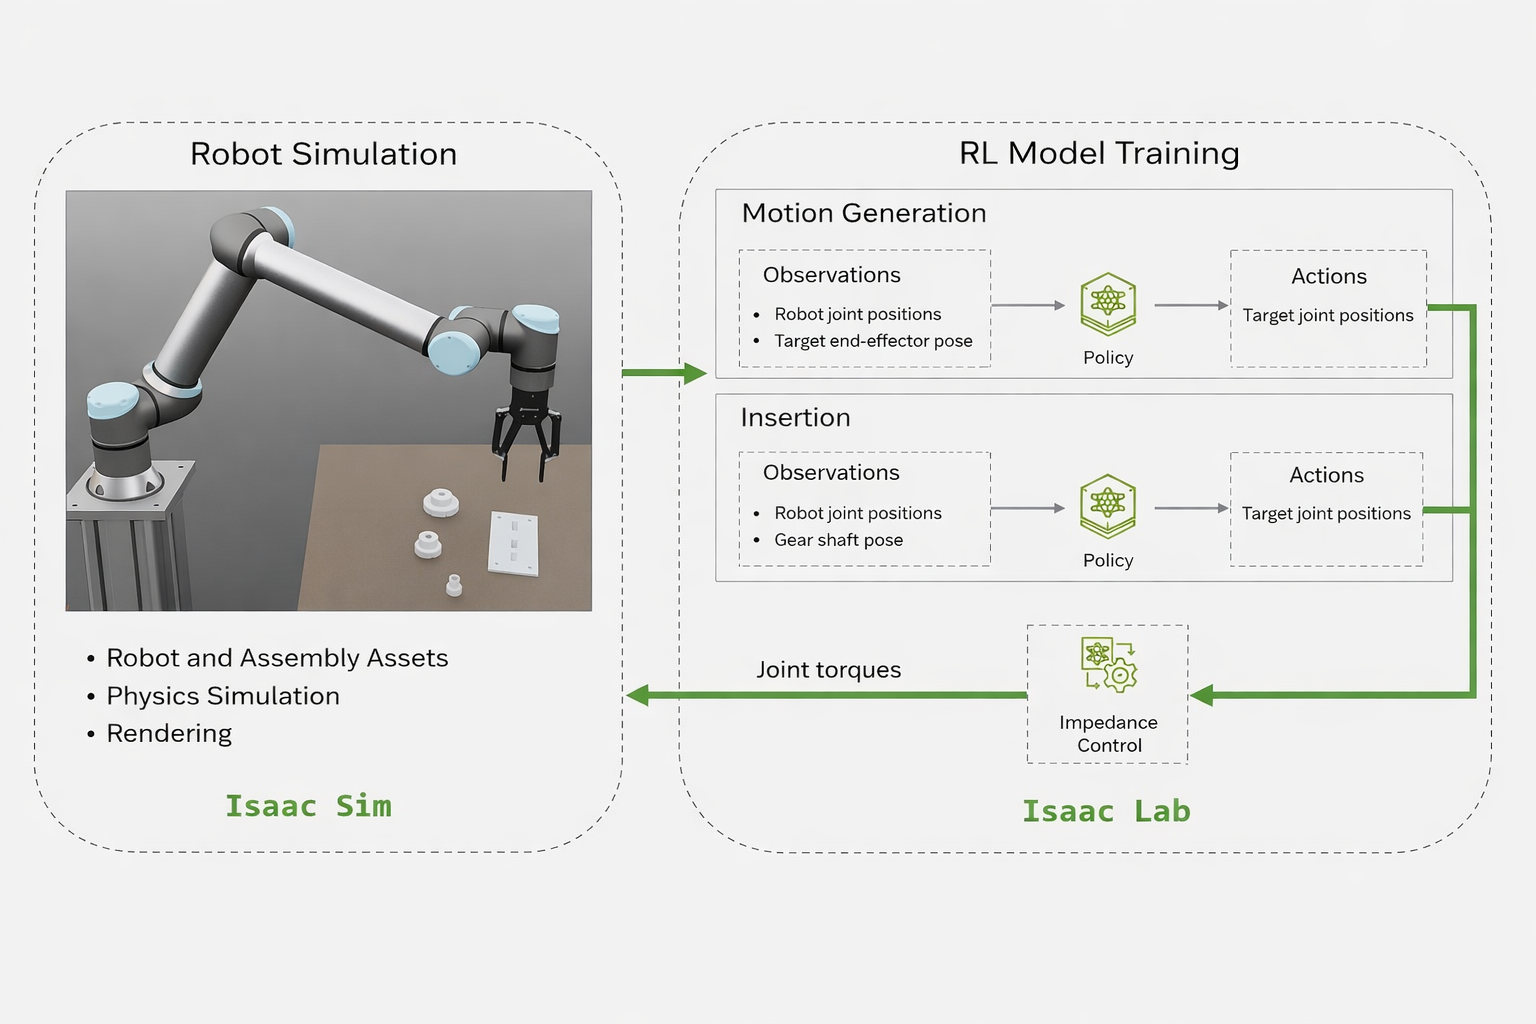 Robot Simulation
• Robot and Assembly Assets
• Physics Simulation
• Rendering
Isaac Sim
RL Model Training
Motion Generation
Observations
• Robot joint positions
• Target end-effector pose
Policy
Actions
Target joint positions
Insertion
Observations
• Robot joint positions
• Gear shaft pose
Policy
Actions
Target joint positions
Joint torques
Impedance
Control
Isaac Lab